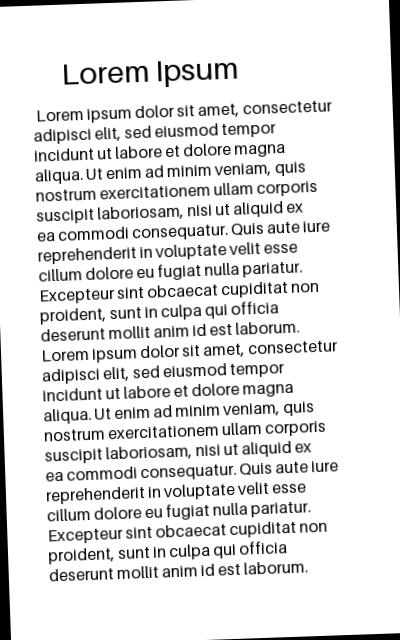 Lorem Ipsum
Lorem ipsum dolor sit amet, consectetur
adipisci elit, sed eiusmod tempor
incidunt ut labore et dolore magna
aliqua. Ut enim ad minim veniam, quis
nostrum exercitationem ullam corporis
suscipit laboriosam, nisi ut aliquid ex
ea commodi consequatur. Quis aute iure
reprehenderit in voluptate velit esse
cillum dolore eu fugiat nulla pariatur.
Excepteur sint obcaecat cupiditat non
proident, sunt in culpa qui officia
deserunt mollit anim id est laborum.
Lorem ipsum dolor sit amet, consectetur
adipisci elit, sed eiusmod tempor
incidunt ut labore et dolore magna
aliqua. Ut enim ad minim veniam, quis
nostrum exercitationem ullam corporis
suscipit laboriosam, nisi ut aliquid ex
ea commodi consequatur. Quis aute iure
reprehenderit in voluptate velit esse
cillum dolore eu fugiat nulla pariatur.
Excepteur sint obcaecat cupiditat non
proident, sunt in culpa qui officia
deserunt mollit anim id est laborum.